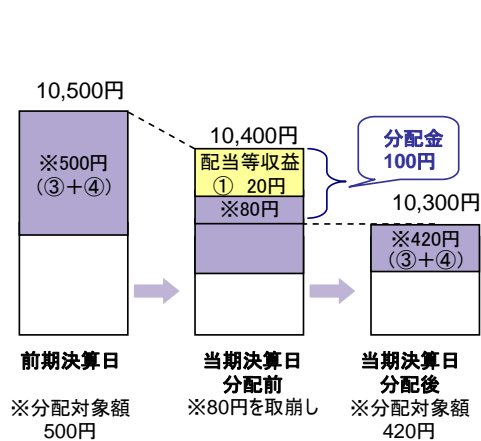 10,500円
※500円
（③＋④）
前期決算日
※分配対象額
500円
10,400円
配当等収益
① 20円
※80円
当期決算日
分配前
※80円を取崩し
分配金
100円
10,300円
※420円
（③＋④）
当期決算日
分配後
※分配対象額
420円